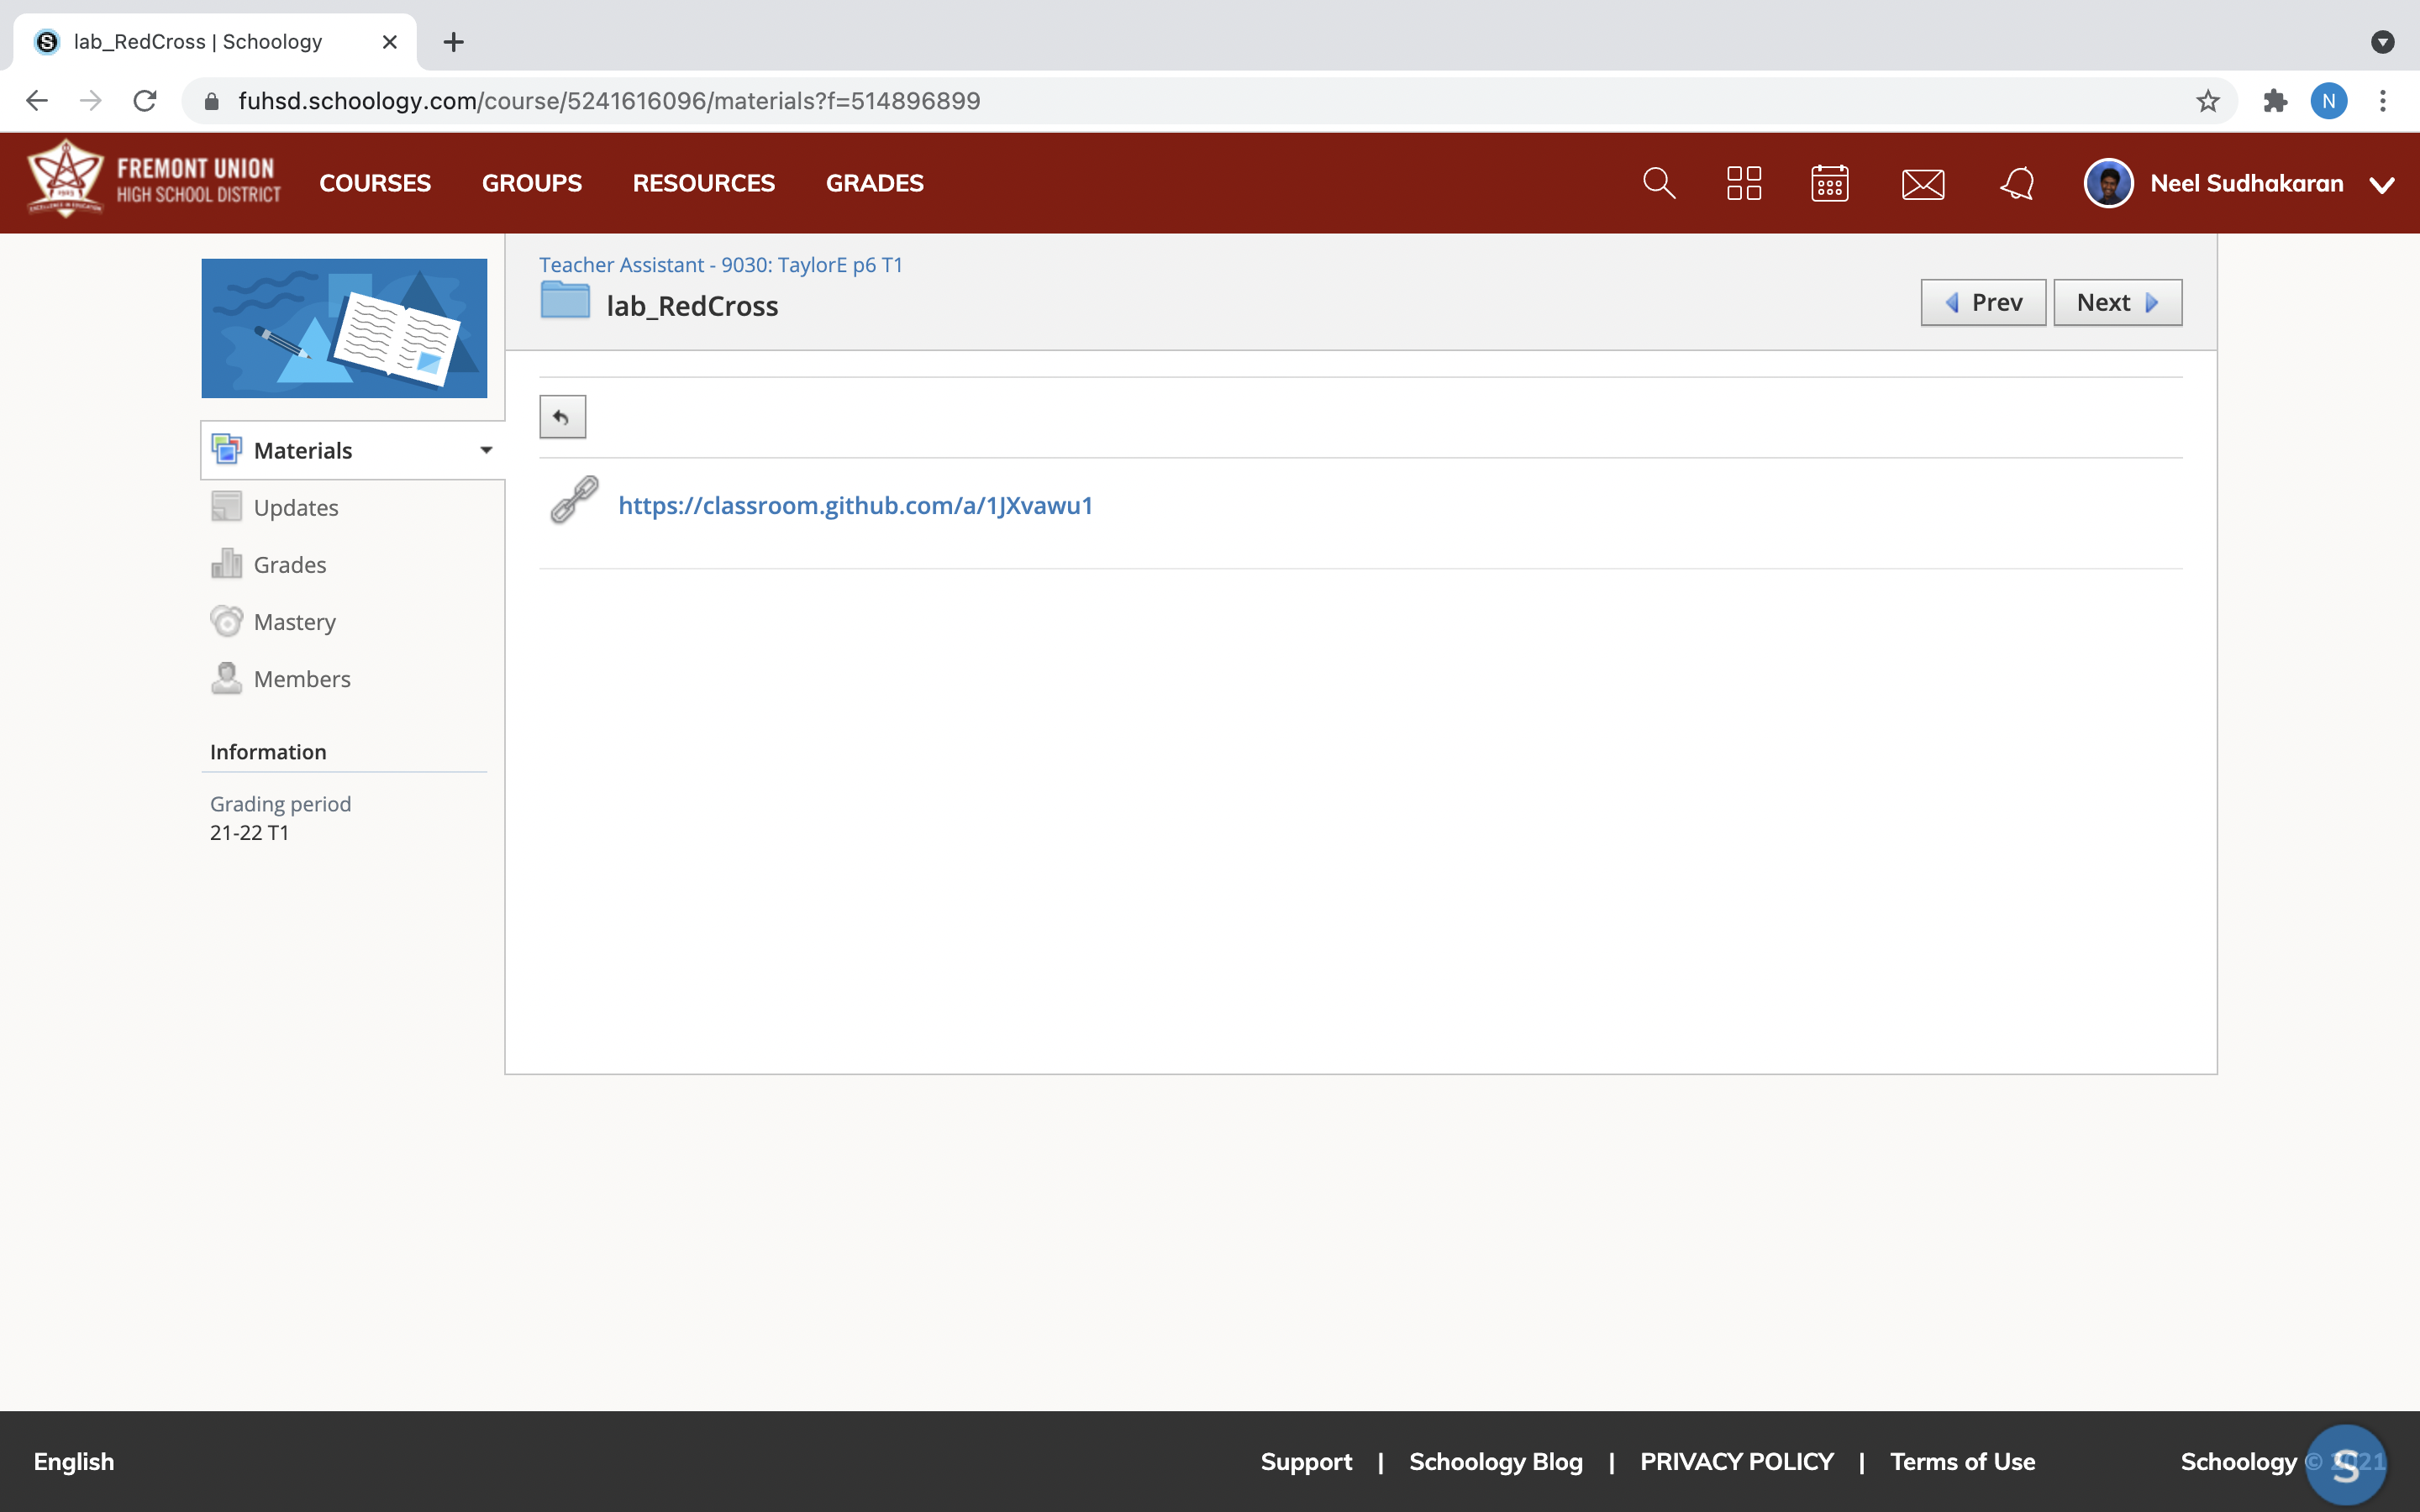 lab_RedCross | Schoology
fuhsd.schoology.com/course/5241616096/materials?f=514896899
N
FREMONT UNION
HIGH SCHOOL DISTRICT
COURSES
GROUPS
RESOURCES
GRADES
Neel Sudhakaran
Teacher Assistant - 9030: TaylorE p6 T1
lab_RedCross
Prev
Next
Materials
Updates
Grades
Mastery
Members
Information
Grading period
21-22 T1
https://classroom.github.com/a/1JXvawu1
English
Support | Schoology Blog | PRIVACY POLICY | Terms of Use
Schoology © 2021
S